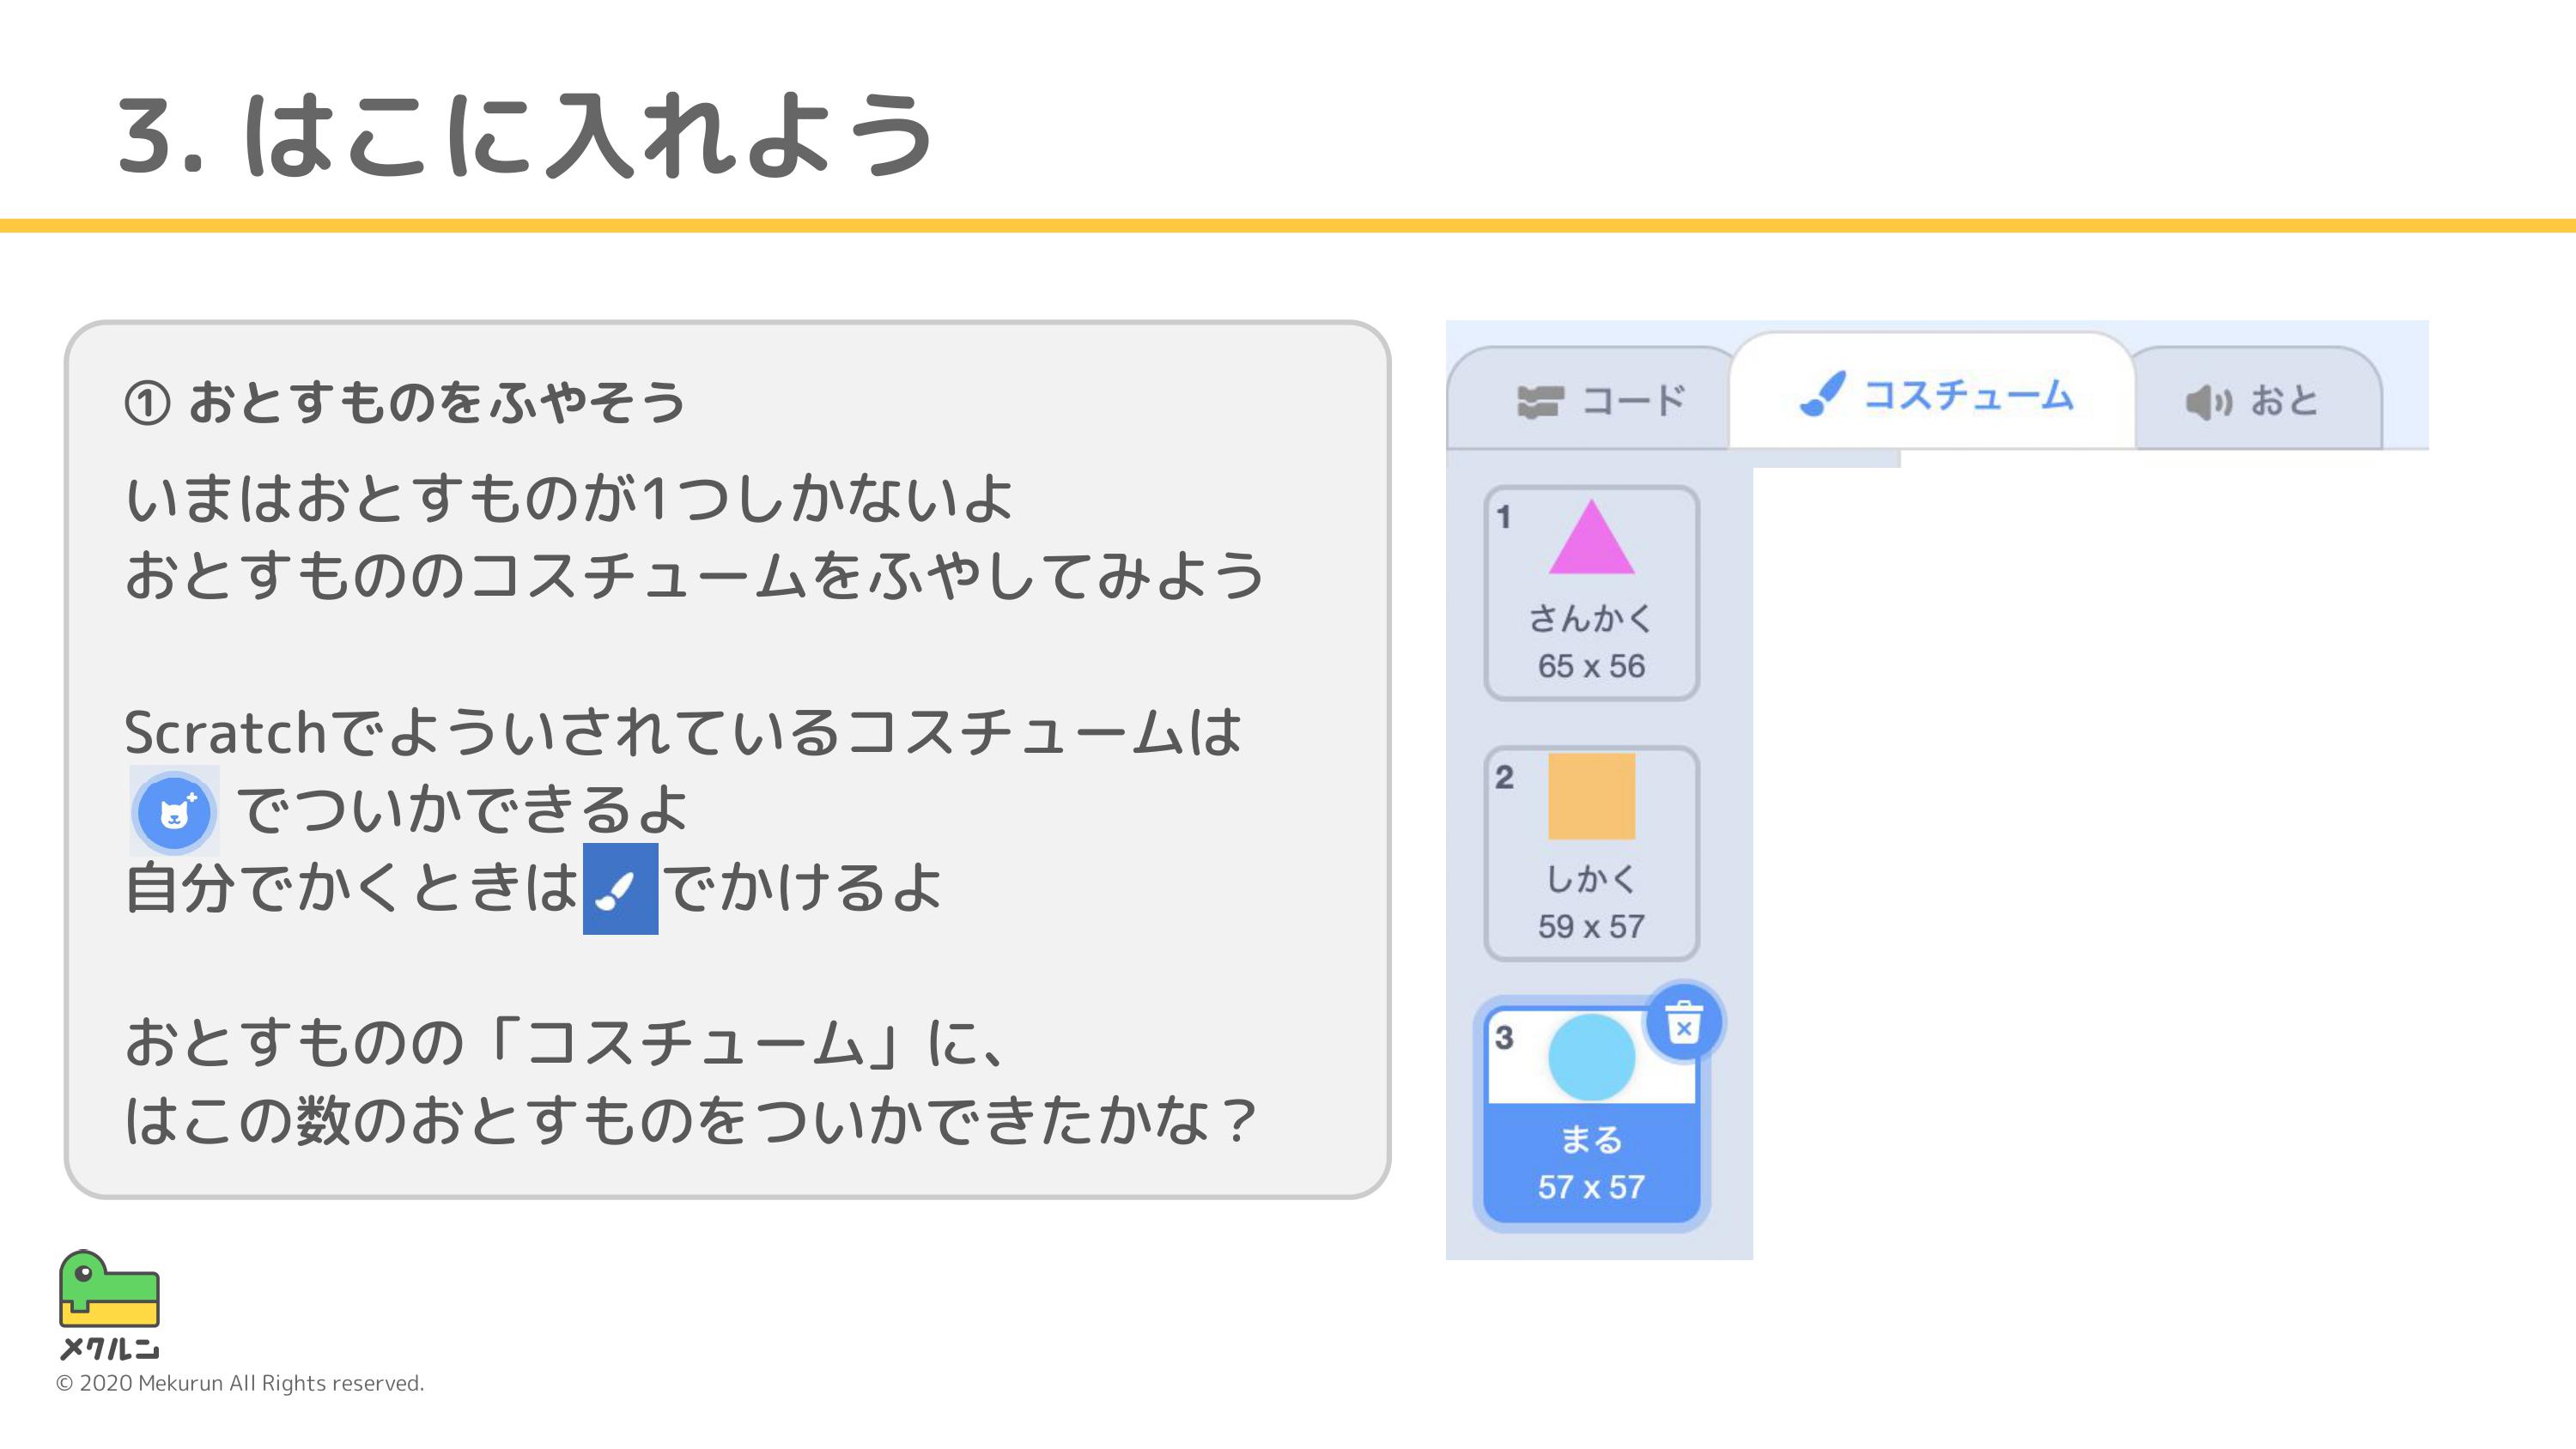 3. はこに入れよう
① おとすものをふやそう
いまはおとすものが1つしかないよ
おとすもののコスチュームをふやしてみよう
Scratchでよういされているコスチュームは
でついかできるよ
自分でかくときは でかけるよ
おとすものの「コスチューム」に、
はこの数のおとすものをついかできたかな？
コード
コスチューム
おと
1
さんかく
65 x 56
2
しかく
59 x 57
3
まる
57 x 57
メクルン
© 2020 Mekurun All Rights reserved.